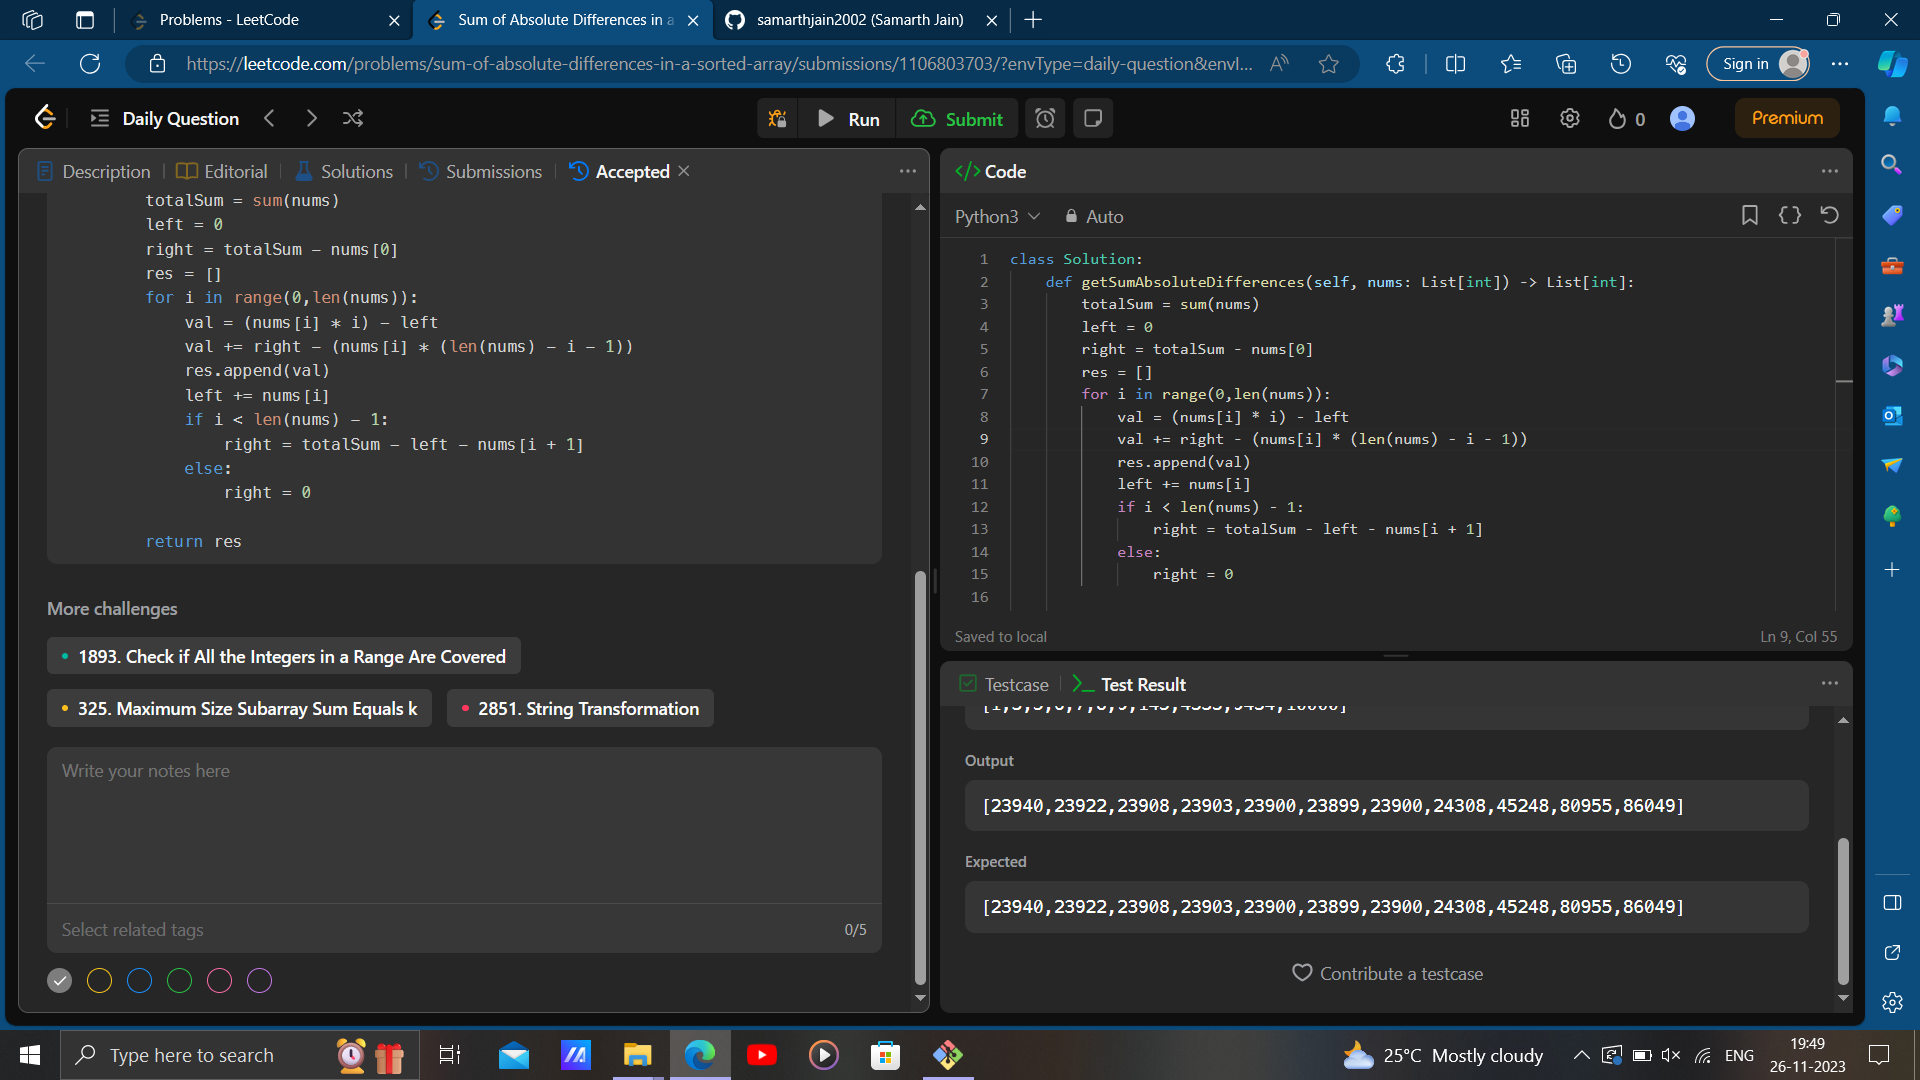 Problems - LeetCode
Sum of Absolute Differences in a
samarthjain2002 (Samarth Jain)
https://leetcode.com/problems/sum-of-absolute-differences-in-a-sorted-array/submissions/1106803703/?envType=daily-question&envI...
Sign in
Daily Question
Run
Submit
0
Premium
Description
Editorial
Solutions
Submissions
Accepted
totalSum = sum(nums)
left = 0
right = totalSum - nums[0]
res = []
for i in range(0,len(nums)):
val = (nums[i] * i) - left
val += right - (nums[i] * (len(nums) - i - 1))
res.append(val)
left += nums[i]
if i < len(nums) - 1:
right = totalSum - left - nums[i + 1]
else:
right = 0
return res
More challenges
1893. Check if All the Integers in a Range Are Covered
325. Maximum Size Subarray Sum Equals k
2851. String Transformation
Write your notes here
Select related tags
0/5
</> Code
Python3
Auto
1 class Solution:
2 def getSumAbsoluteDifferences(self, nums: List[int]) -> List[int]:
3 totalSum = sum(nums)
4 left = 0
5 right = totalSum - nums[0]
6 res = []
7 for i in range(0,len(nums)):
8 val = (nums[i] * i) - left
9 val += right - (nums[i] * (len(nums) - i - 1))
10 res.append(val)
11 left += nums[i]
12 if i < len(nums) - 1:
13 right = totalSum - left - nums[i + 1]
14 else:
15 right = 0
16
Saved to local
Ln 9, Col 55
Testcase
Test Result
Output
[23940,23922,23908,23903,23900,23899,23900,24308,45248,80955,86049]
Expected
[23940,23922,23908,23903,23900,23899,23900,24308,45248,80955,86049]
Contribute a testcase
Type here to search
25°C Mostly cloudy
ENG
19:49
26-11-2023